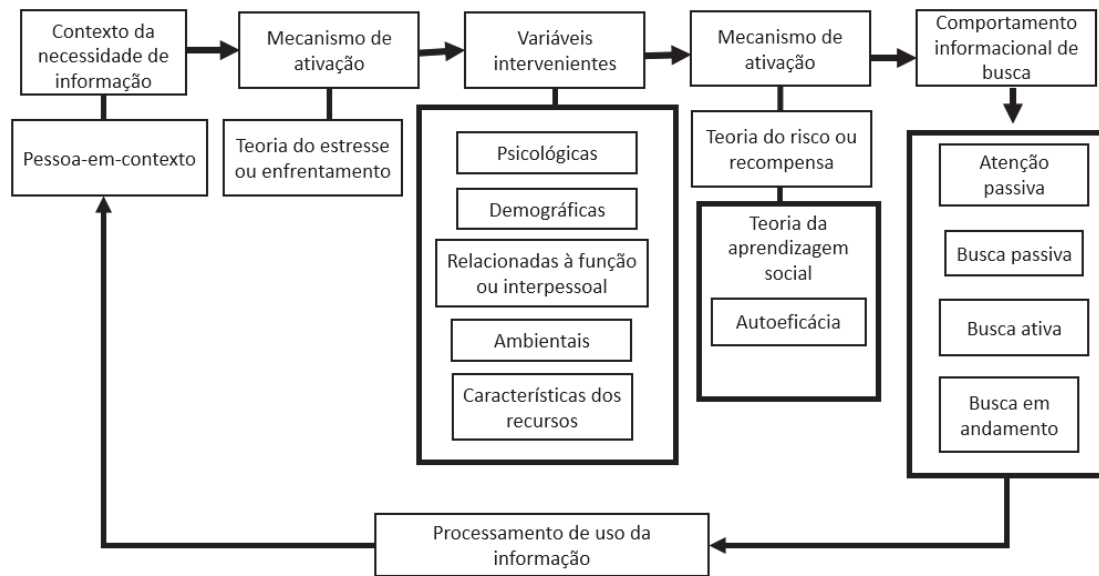 Contexto da
necessidade de
informação
Pessoa-em-contexto
Mecanismo de
ativação
Teoria do estresse
ou enfrentamento
Variáveis
intervenientes
Psicológicas
Demográficas
Relacionadas à função
ou interpessoal
Ambientais
Características dos
recursos
Mecanismo de
ativação
Teoria do risco ou
recompensa
Teoria da
aprendizagem
social
Autoeficácia
Comportamento
informacional de
busca
Atenção
passiva
Busca passiva
Busca ativa
Busca em
andamento
Processamento de uso da
informação